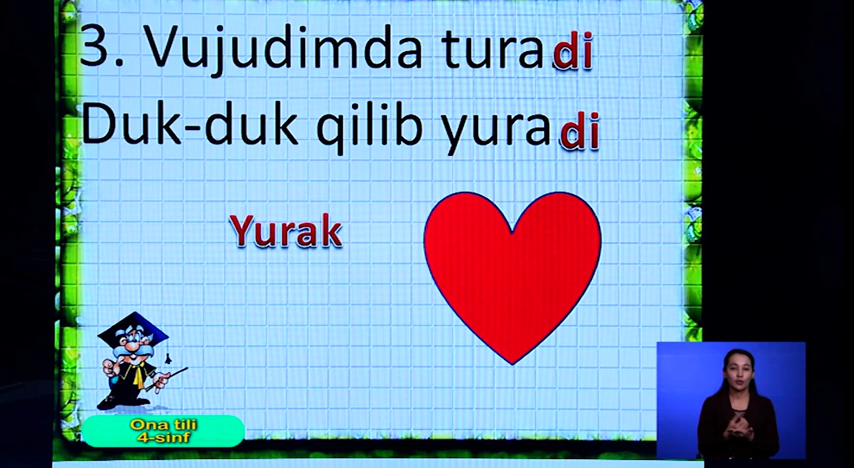 3. Vujudimda turadi
Duk-duk qilib yuradi
Yurak
Ona tili
4-sinf